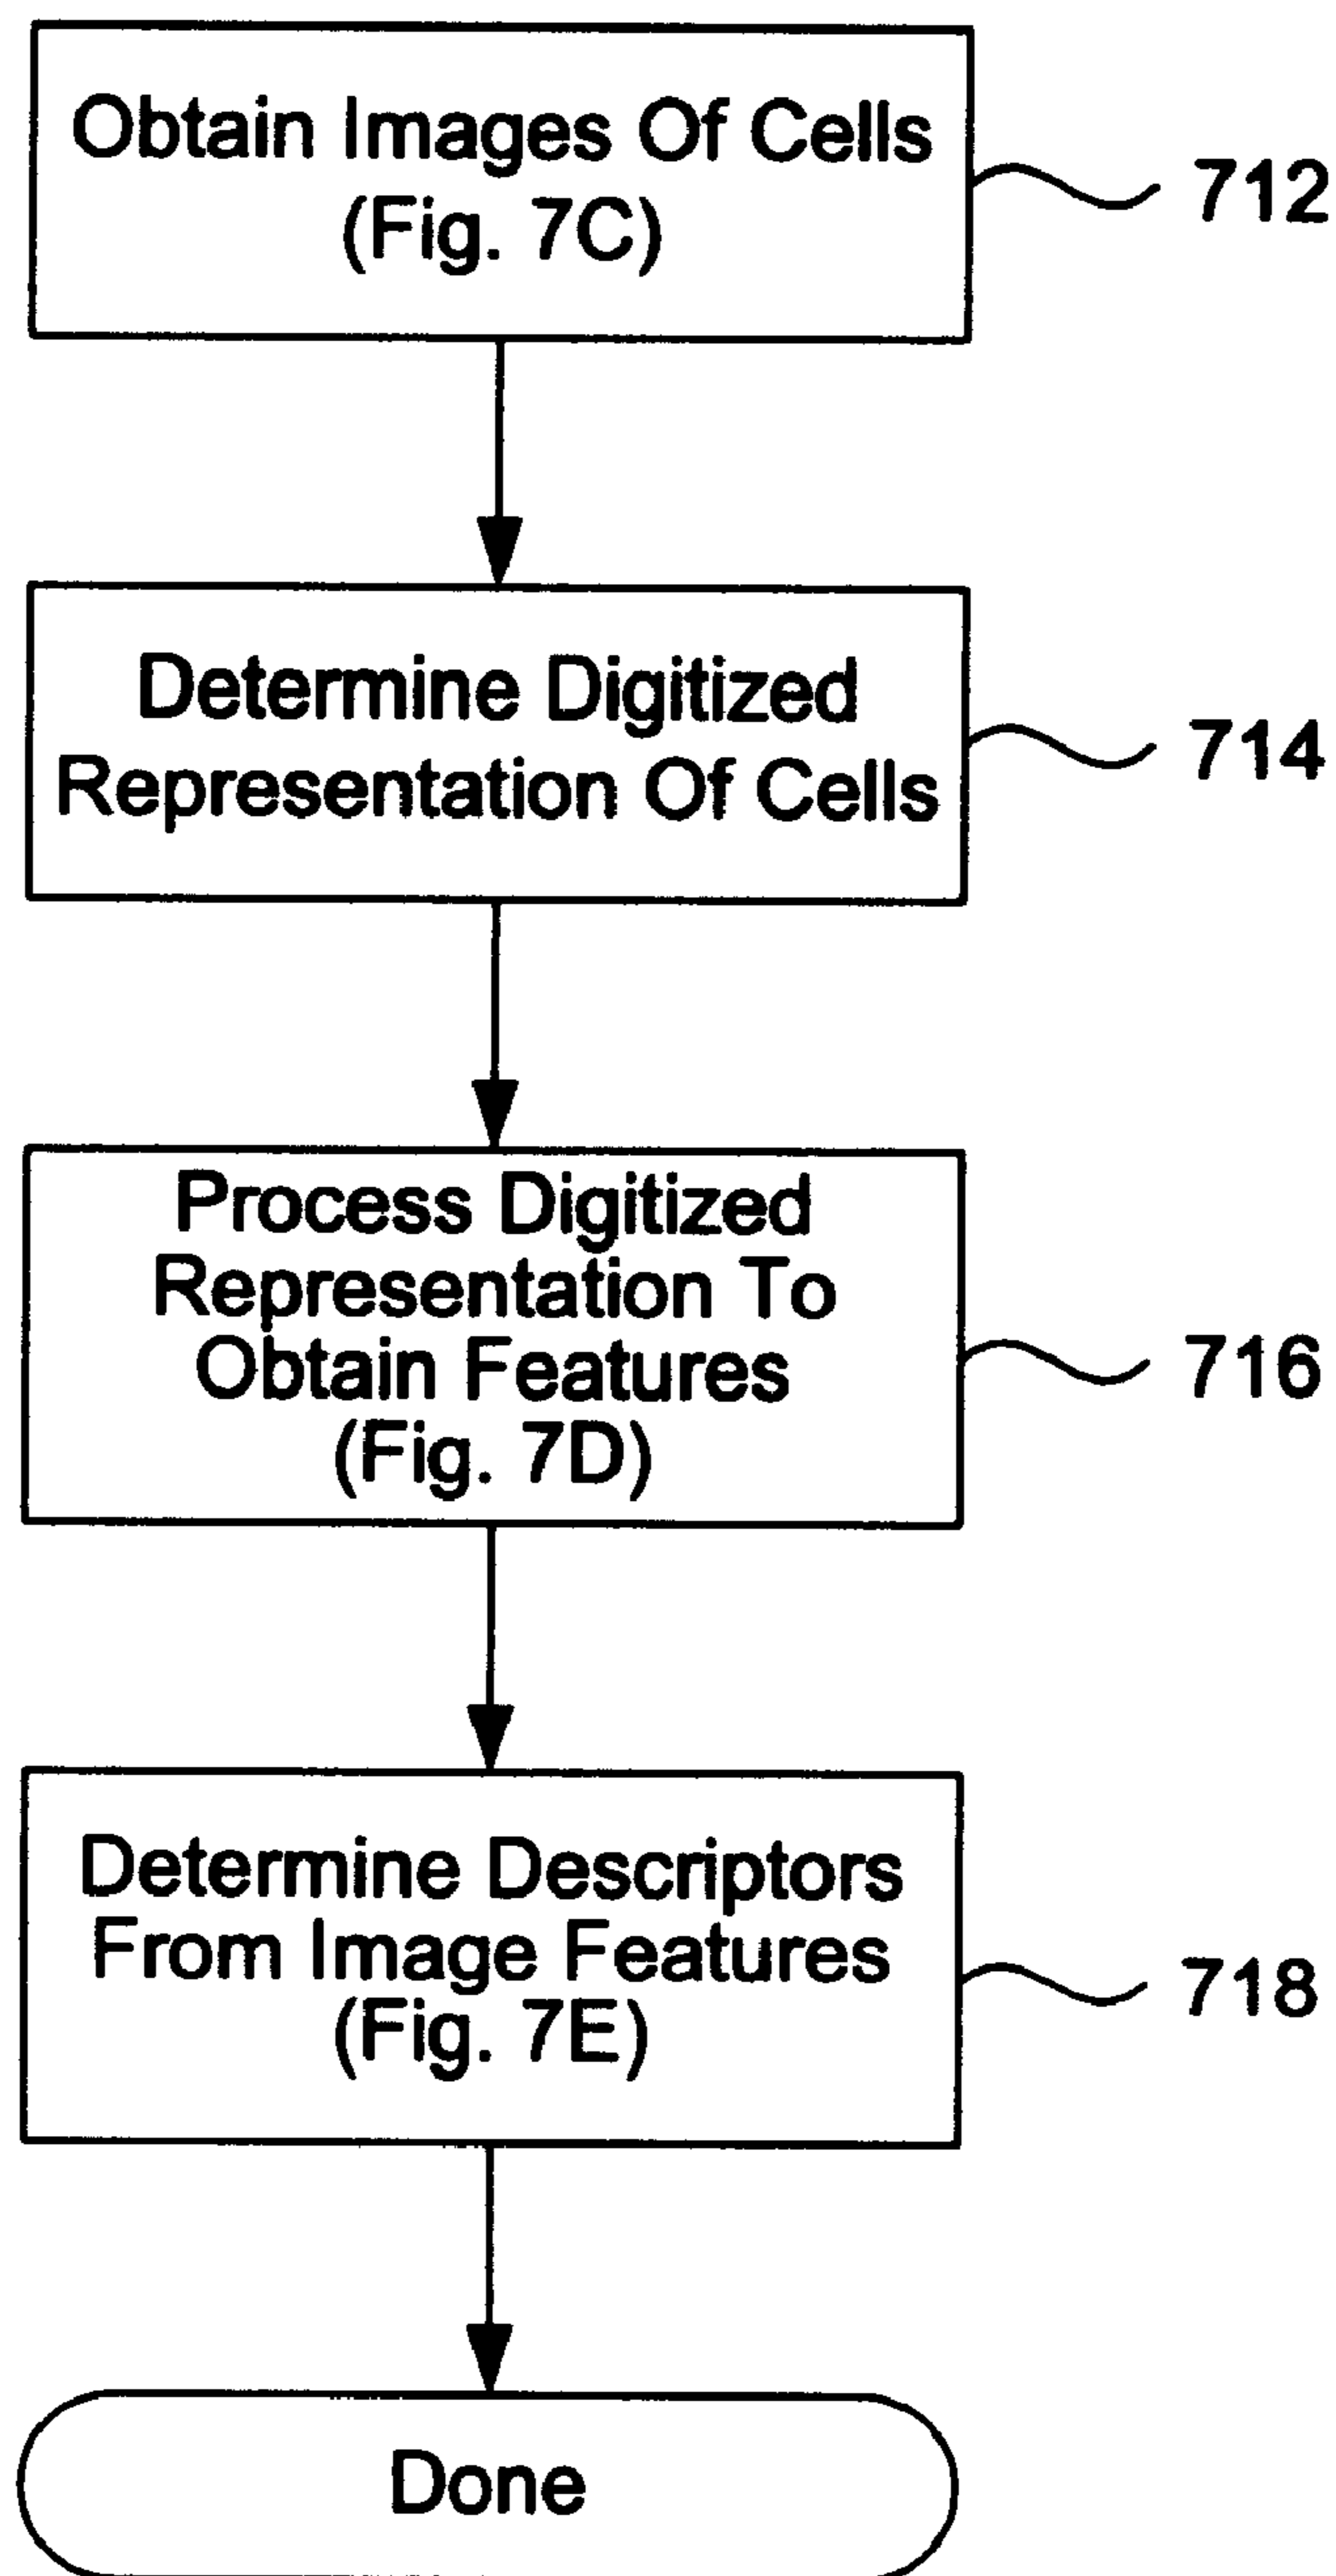 Obtain Images Of Cells
(Fig. 7C)
712
Determine Digitized
Representation Of Cells
714
Process Digitized
Representation To
Obtain Features
(Fig. 7D)
716
Determine Descriptors
From Image Features
(Fig. 7E)
718
Done